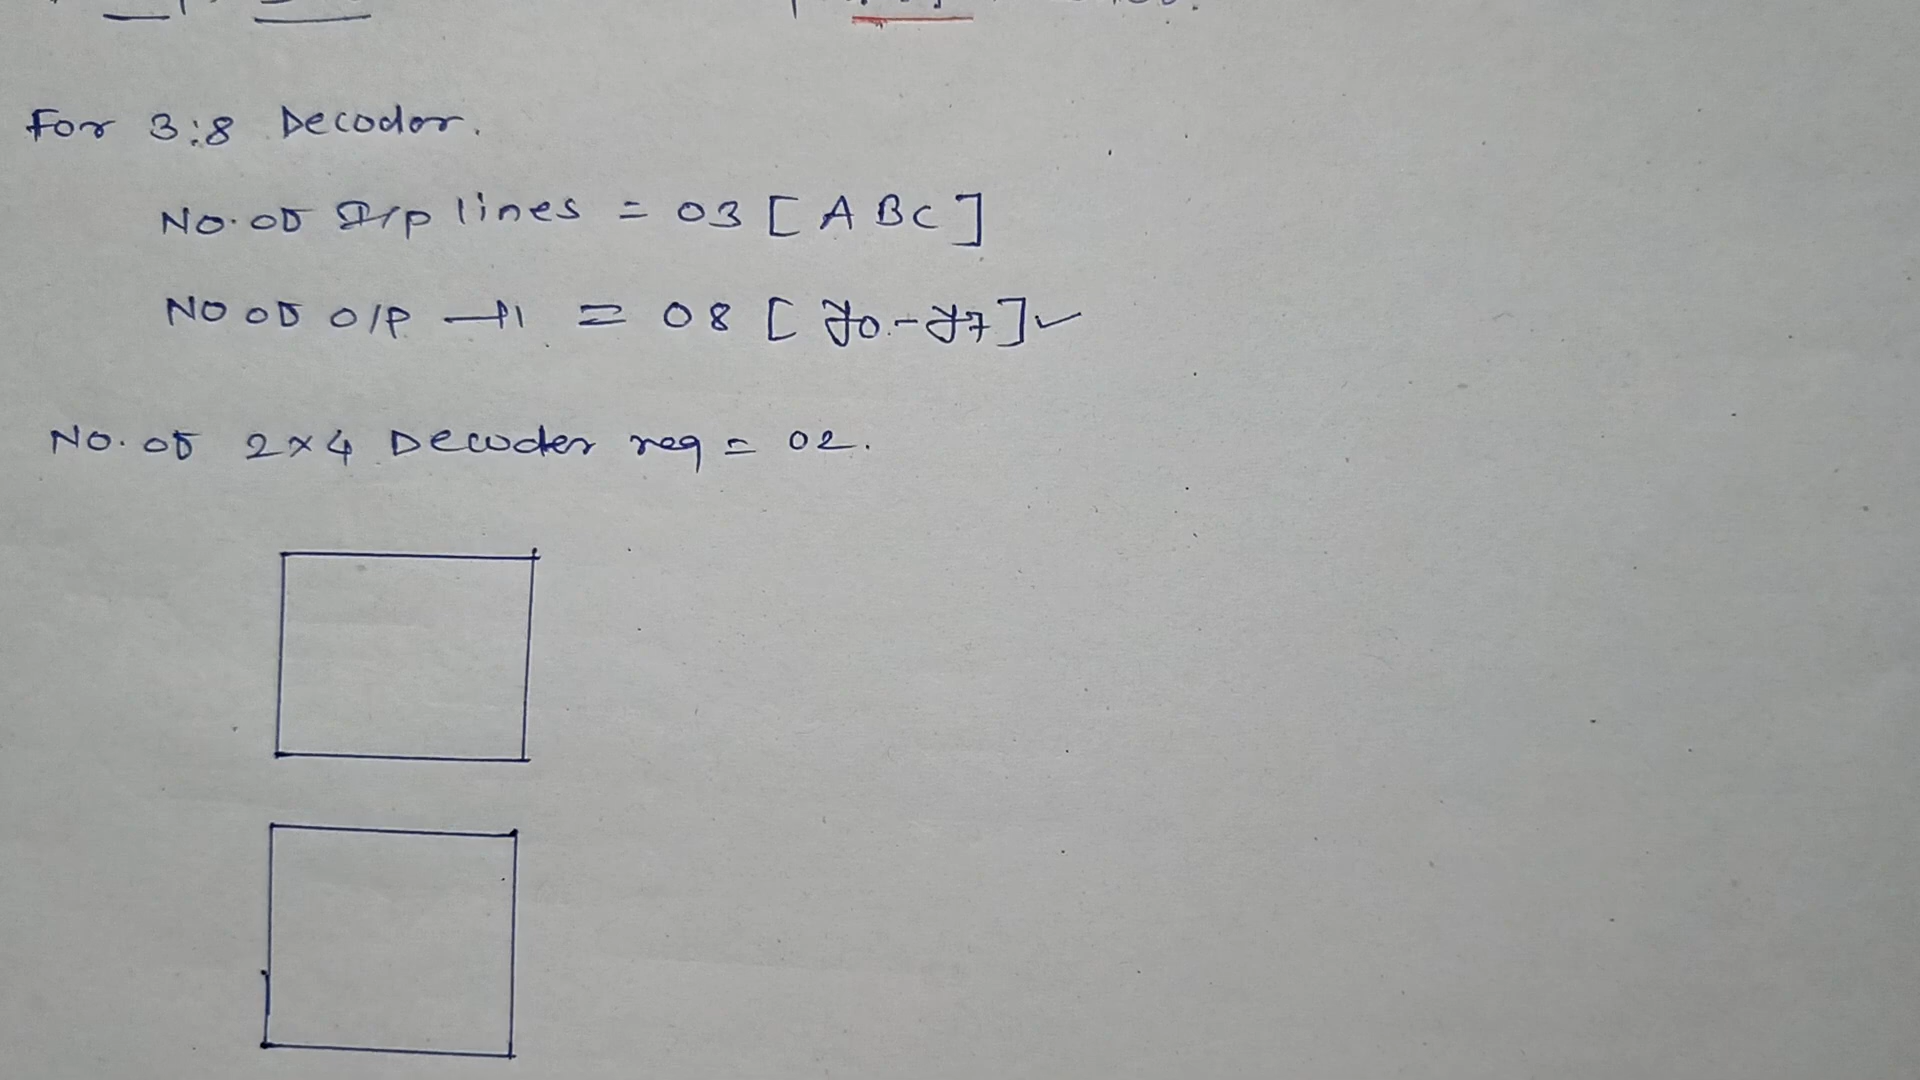 For 3:8 Decoder.
No. of I/p lines = 03 [ A B C ]
No of o/p —11 = 08 [ Y0 - Y7 ] ✓
No. of 2x4 Decoder req = 02.